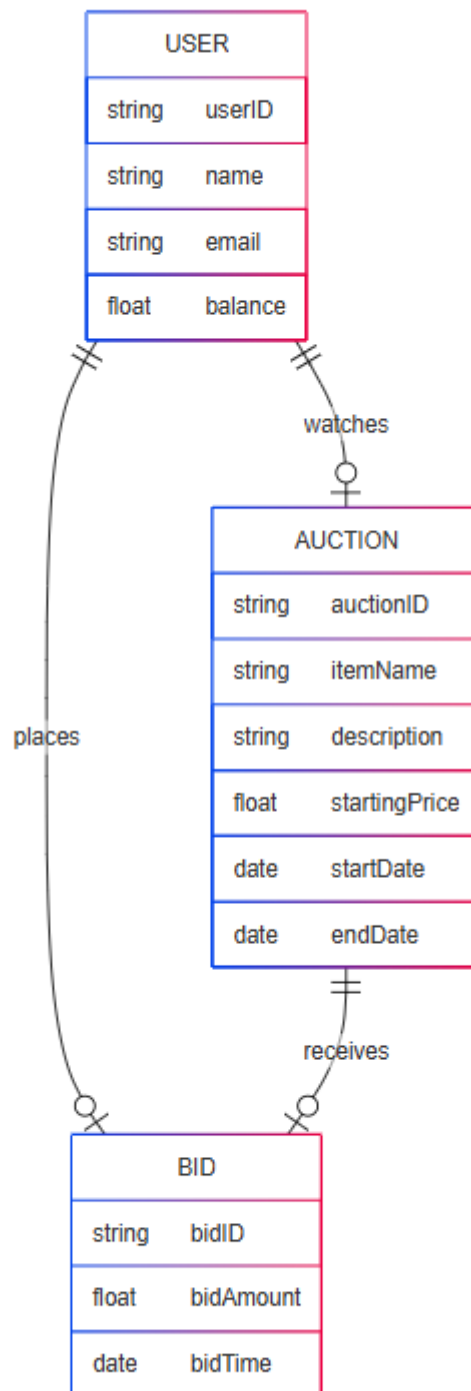 USER
string userID
string name
string email
float balance
watches
AUCTION
string auctionID
string itemName
string description
float startingPrice
date startDate
date endDate
places
receives
BID
string bidID
float bidAmount
date bidTime